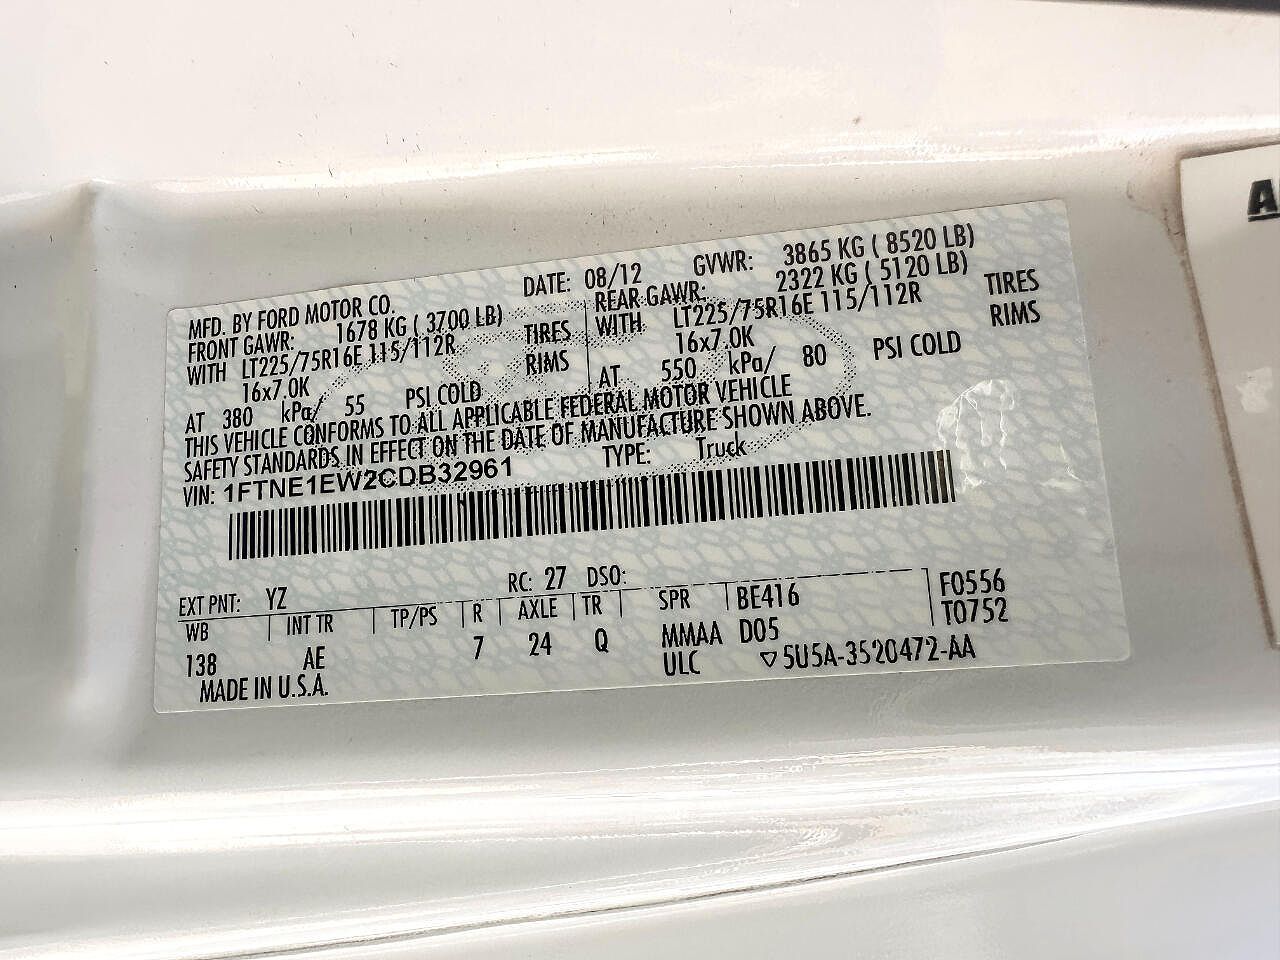 MFD. BY FORD MOTOR CO.
DATE: 08/12 GVWR: 3865 KG ( 8520 LB)
FRONT GAWR: 1678 KG ( 3700 LB) REAR GAWR: 2322 KG ( 5120 LB)
WITH LT225/75R16E 115/112R TIRES WITH LT225/75R16E 115/112R TIRES
16x7.0K RIMS 16x7.0K RIMS
AT 380 kPa/ 55 PSI COLD AT 550 kPa/ 80 PSI COLD
THIS VEHICLE CONFORMS TO ALL APPLICABLE FEDERAL MOTOR VEHICLE
SAFETY STANDARDS IN EFFECT ON THE DATE OF MANUFACTURE SHOWN ABOVE.
VIN: 1FTNE1EW2CDB32961 TYPE: Truck
EXT PNT: YZ RC: 27 DSO:
WB INT TR TP/PS R AXLE TR SPR BE416 F0556
138 AE 7 24 Q MMAA D05 T0752
MADE IN U.S.A. ULC ▽5U5A-3520472-AA